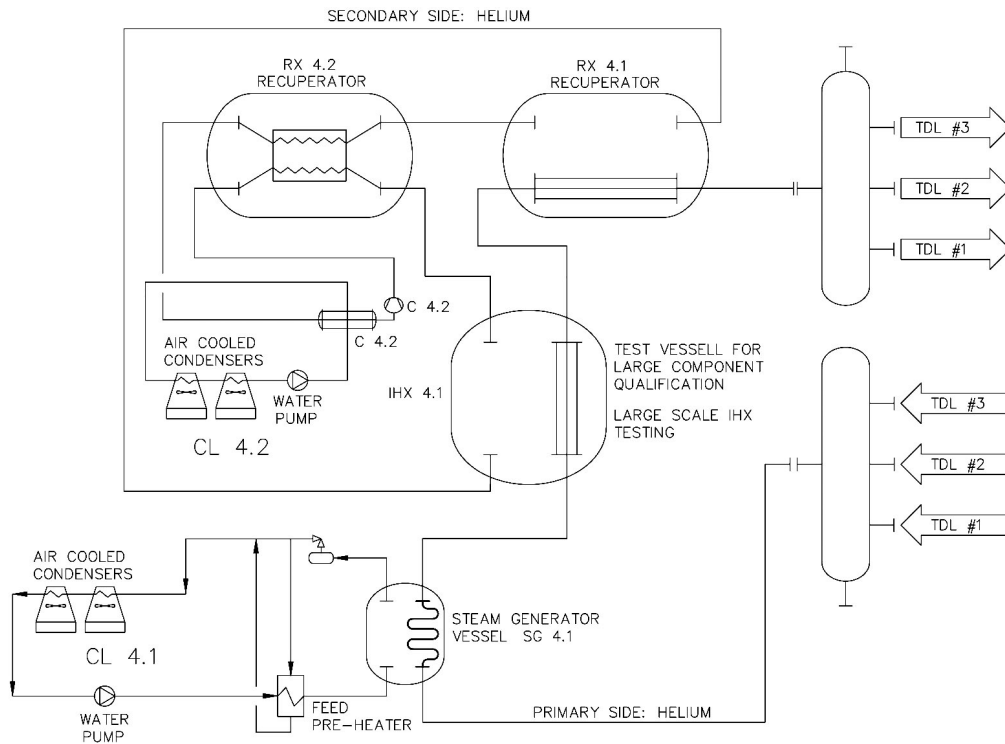 SECONDARY SIDE: HELIUM
RX 4.2
RECUPERATOR
RX 4.1
RECUPERATOR
TDL #3
TDL #2
TDL #1
C 4.2
C 4.2
AIR COOLED
CONDENSERS
WATER
PUMP
CL 4.2
IHX 4.1
TEST VESSELL FOR
LARGE COMPONENT
QUALIFICATION
LARGE SCALE IHX
TESTING
TDL #3
TDL #2
TDL #1
AIR COOLED
CONDENSERS
CL 4.1
WATER
PUMP
FEED
PRE-HEATER
STEAM GENERATOR
VESSEL SG 4.1
PRIMARY SIDE: HELIUM